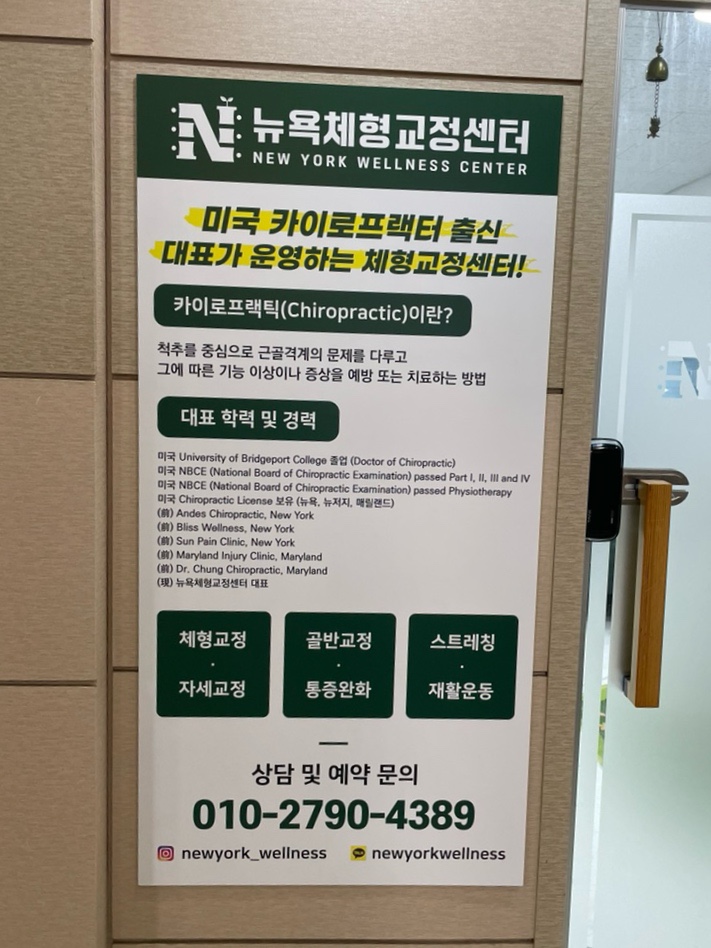 뉴욕체형교정센터
NEW YORK WELLNESS CENTER
미국 카이로프랙터 출신
대표가 운영하는 체형교정센터!
카이로프랙틱(Chiropractic)이란?
척추를 중심으로 근골격계의 문제를 다루고
그에 따른 기능 이상이나 증상을 예방 또는 치료하는 방법
대표 학력 및 경력
미국 University of Bridgeport College 졸업 (Doctor of Chiropractic)
미국 NBCE (National Board of Chiropractic Examination) passed Part I, II, III and IV
미국 NBCE (National Board of Chiropractic Examination) passed Physiotherapy
미국 Chiropractic License 보유 (뉴욕, 뉴저지, 매릴랜드)
(前) Andes Chiropractic, New York
(前) Bliss Wellness, New York
(前) Sun Pain Clinic, New York
(前) Maryland Injury Clinic, Maryland
(前) Dr. Chung Chiropractic, Maryland
(現) 뉴욕체형교정센터 대표
체형교정
·
자세교정
골반교정
·
통증완화
스트레칭
·
재활운동
상담 및 예약 문의
010-2790-4389
newyork_wellness
newyorkwellness